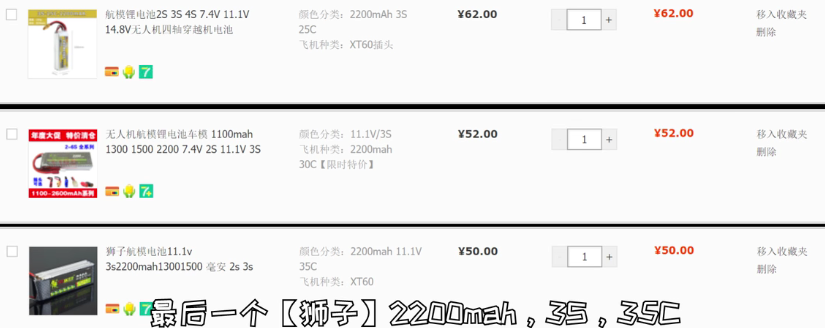 航模锂电池2S 3S 4S 7.4V 11.1V
14.8V无人机四轴穿越机电池
颜色分类：2200mAh 3S
25C
飞机种类：XT60插头
¥62.00
1 +
¥62.00
移入收藏夹
删除
7
年度大促 特价清仓
2-4S 全系列
1100-3600mAh系列
无人机航模锂电池车模 1100mah
1300 1500 2200 7.4V 2S 11.1V 3S
颜色分类：11.1V/3S
飞机种类：2200mah
30C【限时特价】
¥52.00
1 +
¥52.00
移入收藏夹
删除
7+
狮子航模电池11.1v
3s2200mah13001500 毫安 2s 3s
颜色分类：2200mah 11.1V
35C
飞机种类：XT60
¥50.00
1 +
¥50.00
移入收藏夹
删除
7
最后一个【狮子】2200mah，3S，35C